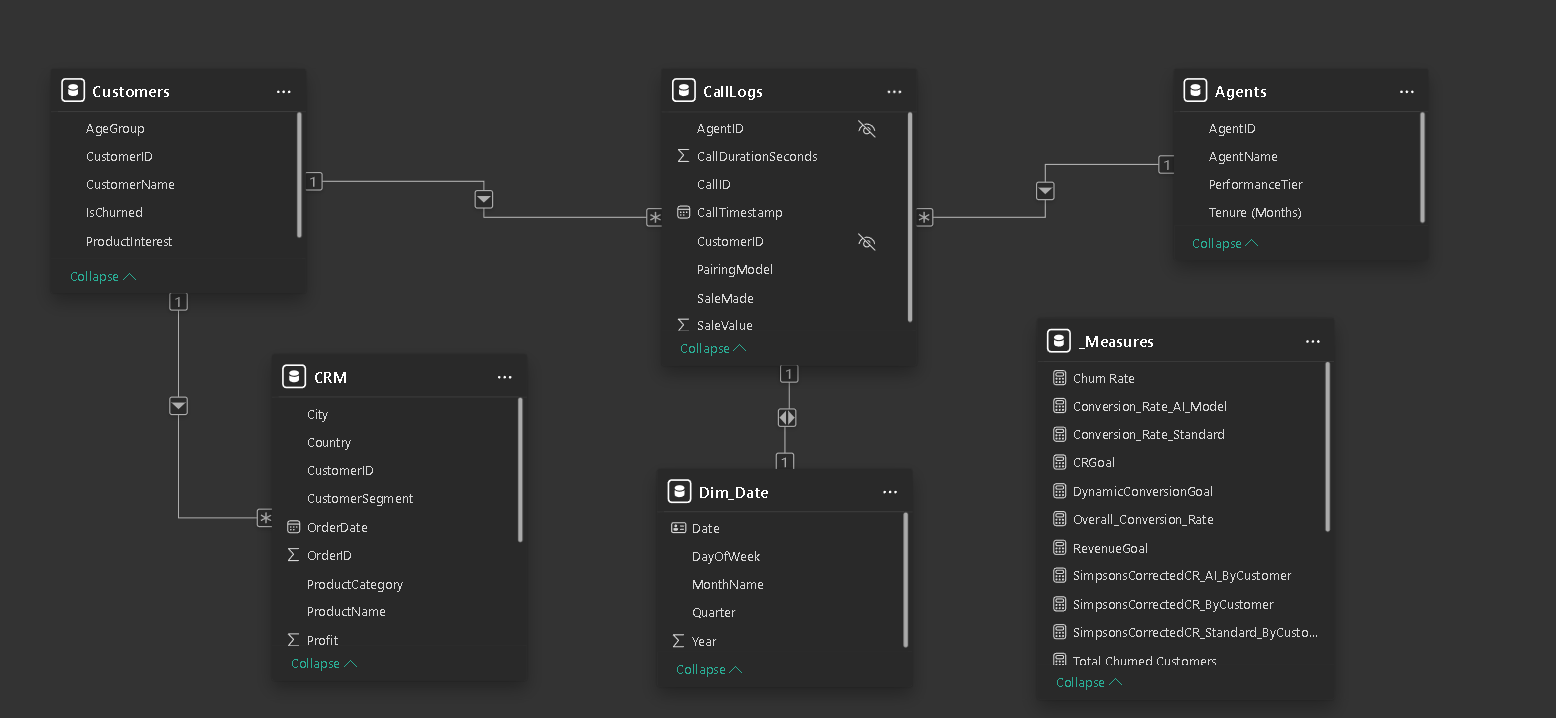 Customers
AgeGroup
CustomerID
CustomerName
IsChurned
ProductInterest
Collapse
1
*
CallLogs
AgentID
CallDurationSeconds
CallID
CallTimestamp
CustomerID
PairingModel
SaleMade
SaleValue
Collapse
*
1
Agents
AgentID
AgentName
PerformanceTier
Tenure (Months)
Collapse
1
*
CRM
City
Country
CustomerID
CustomerSegment
OrderDate
OrderID
ProductCategory
ProductName
Profit
Collapse
1
1
Dim_Date
Date
DayOfWeek
MonthName
Quarter
Year
Collapse
_Measures
Churn Rate
Conversion_Rate_AI_Model
Conversion_Rate_Standard
CRGoal
DynamicConversionGoal
Overall_Conversion_Rate
RevenueGoal
SimpsonsCorrectedCR_AI_ByCustomer
SimpsonsCorrectedCR_ByCustomer
SimpsonsCorrectedCR_Standard_ByCusto...
Total Churned Customers
Collapse